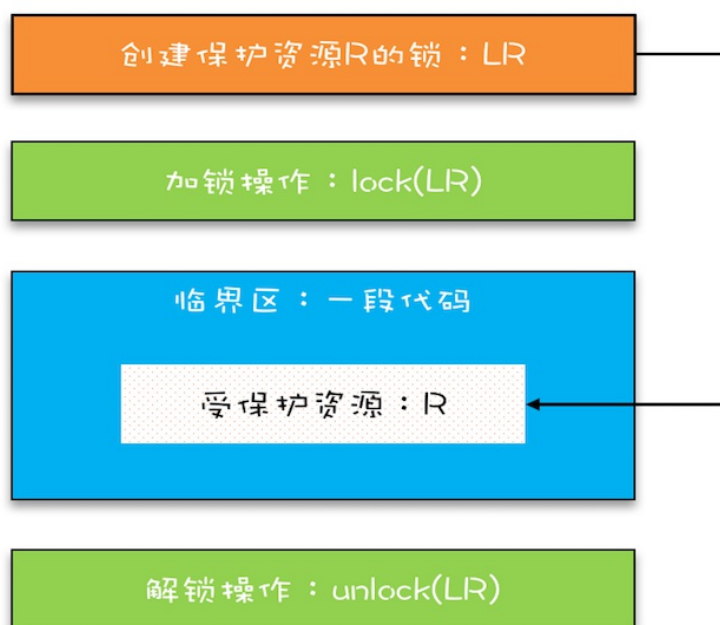 创建保护资源R的锁：LR
加锁操作：lock(LR)
临界区：一段代码
受保护资源：R
解锁操作：unlock(LR)